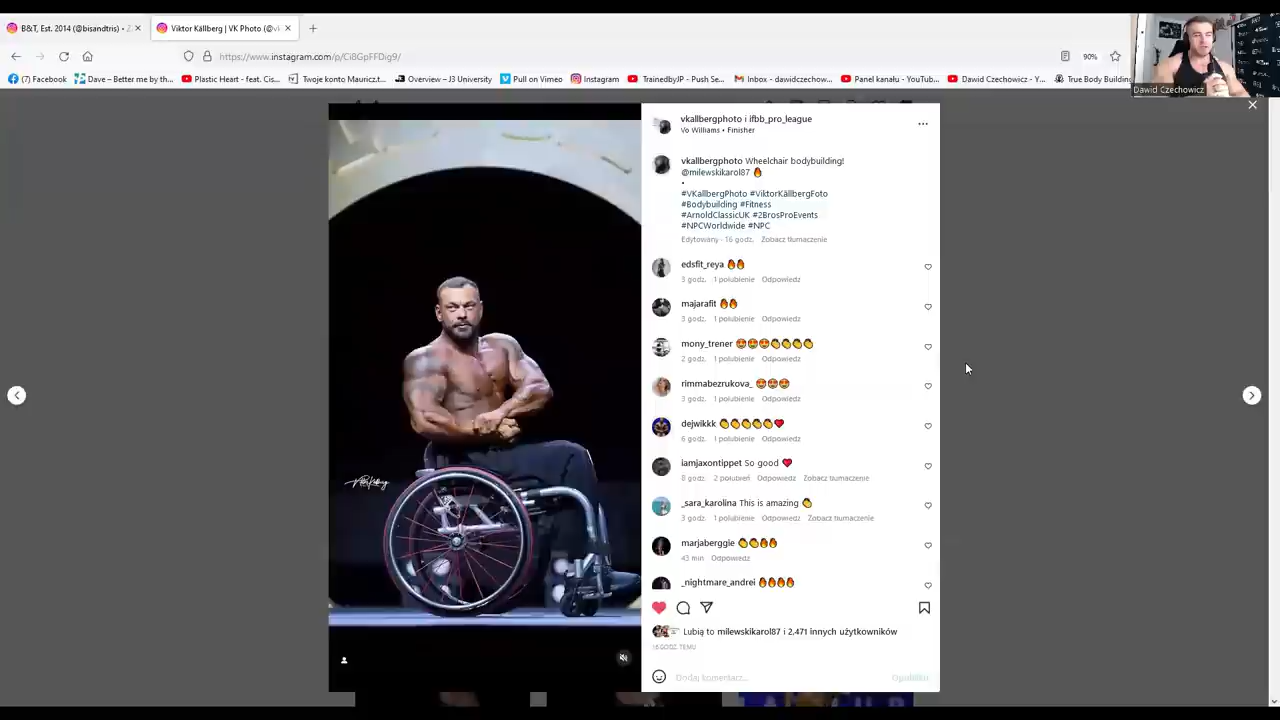 B&T, Est. 2014 (@bisandtris) •
Viktor Källberg | VK Photo (@v
https://www.instagram.com/p/Ci8GpFFDig9/
90%
(7) Facebook
Dave – Better me by th...
Plastic Heart - feat. Cis...
Twoje konto Mauricz.t...
Overview – J3 University
Pull on Vimeo
Instagram
TrainedbyJP - Push Se...
Inbox - dawidczechow...
Panel kanału - YouTub...
Dawid Czechowicz - Y...
True Body Building
Dawid Czechowicz
vkallbergphoto i ifbb_pro_league
Vo Williams • Finisher
vkallbergphoto Wheelchair bodybuilding!
@milewskikarol87 🔥
•
#VKallbergPhoto #ViktorKällbergFoto
#Bodybuilding #Fitness
#ArnoldClassicUK #2BrosProEvents
#NPCWorldwide #NPC
Edytowany · 16 godz. Zobacz tłumaczenie
edsfit_reya 🔥🔥
3 godz. 1 polubienie Odpowiedz
majarafit 🔥🔥
3 godz. 1 polubienie Odpowiedz
mony_trener 😍😍😍👏👏👏👏
2 godz. 1 polubienie Odpowiedz
rimmabezrukova_ 😍😍😍
3 godz. 1 polubienie Odpowiedz
dejwikkk 👏👏👏👏👏❤️
6 godz. 1 polubienie Odpowiedz
iamjaxontippet So good ❤️
8 godz. 2 polubień Odpowiedz Zobacz tłumaczenie
_sara_karolina This is amazing 👏
3 godz. 1 polubienie Odpowiedz Zobacz tłumaczenie
marjaberggie 👏👏🔥🔥
43 min Odpowiedz
_nightmare_andrei 🔥🔥🔥🔥
Lubią to milewskikarol87 i 2,471 innych użytkowników
16 GODZ. TEMU
Dodaj komentarz...
Opublikuj